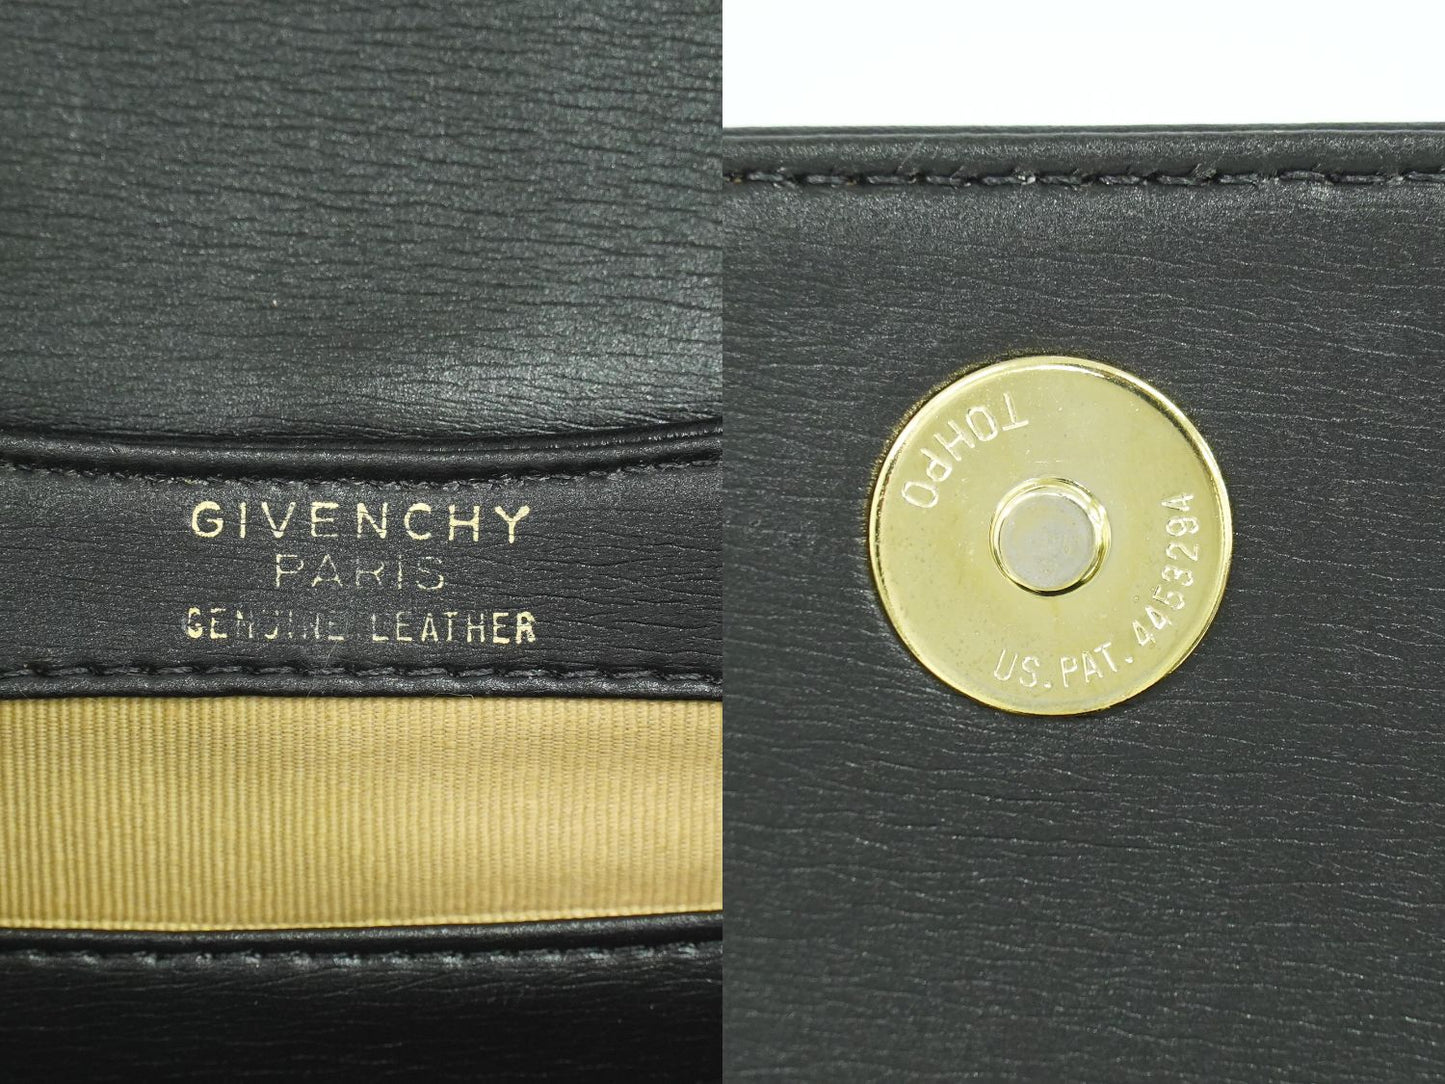 GIVENCHY
PARIS
GENUINE LEATHER
TOHPO
US. PAT. 4453294